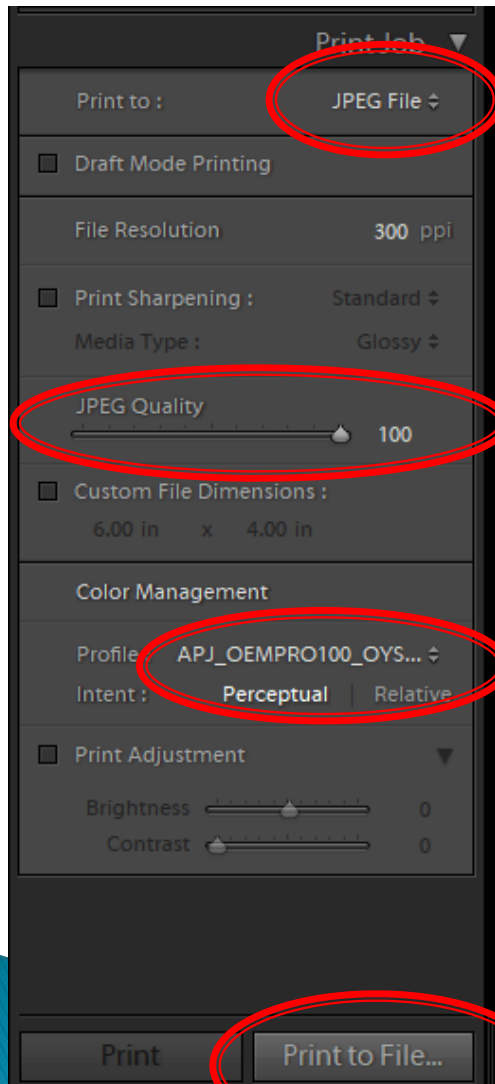 Print Job
Print to : JPEG File
Draft Mode Printing
File Resolution 300 ppi
Print Sharpening : Standard
Media Type : Glossy
JPEG Quality
100
Custom File Dimensions :
6.00 in x 4.00 in
Color Management
Profile : APJ_OEMPRO100_OYS...
Intent : Perceptual | Relative
Print Adjustment
Brightness 0
Contrast 0
Print Print to File...